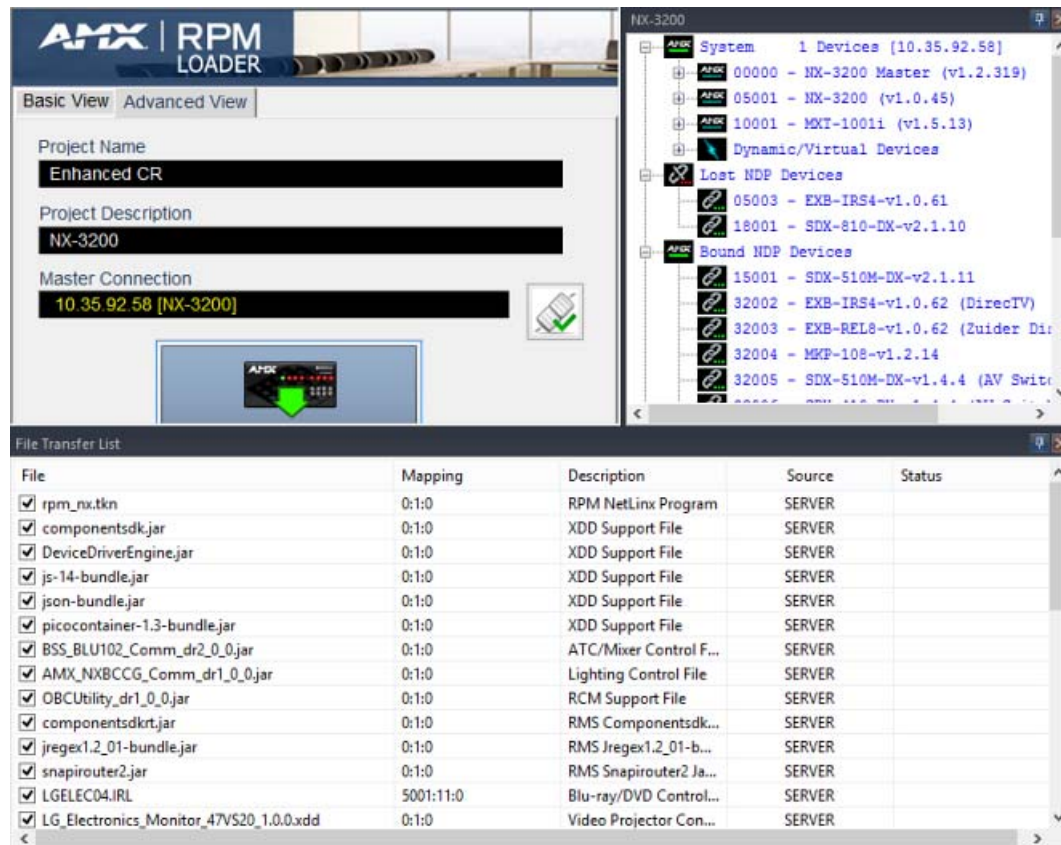 AMX | RPM
LOADER
Basic View Advanced View
Project Name
Enhanced CR
Project Description
NX-3200
Master Connection
10.35.92.58 [NX-3200]
AMX
NX-3200
AMX System 1 Devices [10.35.92.58]
AMX 00000 - NX-3200 Master (v1.2.319)
AMX 05001 - NX-3200 (v1.0.45)
AMX 10001 - MXT-1001i (v1.5.13)
Dynamic/Virtual Devices
Lost NDP Devices
05003 - EXB-IRS4-v1.0.61
18001 - SDX-810-DX-v2.1.10
AMX Bound NDP Devices
15001 - SDX-510M-DX-v2.1.11
32002 - EXB-IRS4-v1.0.62 (DirecTV)
32003 - EXB-REL8-v1.0.62 (Zuider Di
32004 - MKP-108-v1.2.14
32005 - SDX-510M-DX-v1.4.4 (AV Swit
File Transfer List
File Mapping Description Source Status
rpm_nx.tkn 0:1:0 RPM NetLinx Program SERVER
componentsdk.jar 0:1:0 XDD Support File SERVER
DeviceDriverEngine.jar 0:1:0 XDD Support File SERVER
js-14-bundle.jar 0:1:0 XDD Support File SERVER
json-bundle.jar 0:1:0 XDD Support File SERVER
picocontainer-1.3-bundle.jar 0:1:0 XDD Support File SERVER
BSS_BLU102_Comm_dr2_0_0.jar 0:1:0 ATC/Mixer Control F... SERVER
AMX_NXBCCG_Comm_dr1_0_0.jar 0:1:0 Lighting Control File SERVER
OBCUtility_dr1_0_0.jar 0:1:0 RCM Support File SERVER
componentsdkrt.jar 0:1:0 RMS Componentsdk... SERVER
jregex1.2_01-bundle.jar 0:1:0 RMS Jregex1.2_01-b... SERVER
snapirouter2.jar 0:1:0 RMS Snapirouter2 Ja... SERVER
LGELEC04.IRL 5001:11:0 Blu-ray/DVD Control... SERVER
LG_Electronics_Monitor_47VS20_1.0.0.xdd 0:1:0 Video Projector Con... SERVER